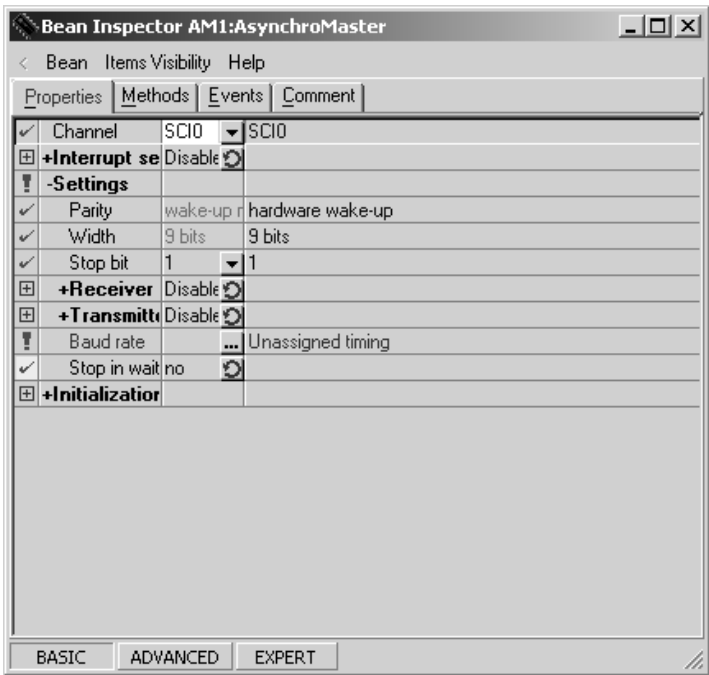 Bean Inspector AM1:AsynchroMaster
< Bean Items Visibility Help
Properties Methods Events Comment
Channel SCI0 SCI0
+Interrupt se Disable
-Settings
Parity wake-up r hardware wake-up
Width 9 bits 9 bits
Stop bit 1 1
+Receiver Disable
+Transmitte Disable
Baud rate ... Unassigned timing
Stop in wait no
+Initialization
BASIC ADVANCED EXPERT